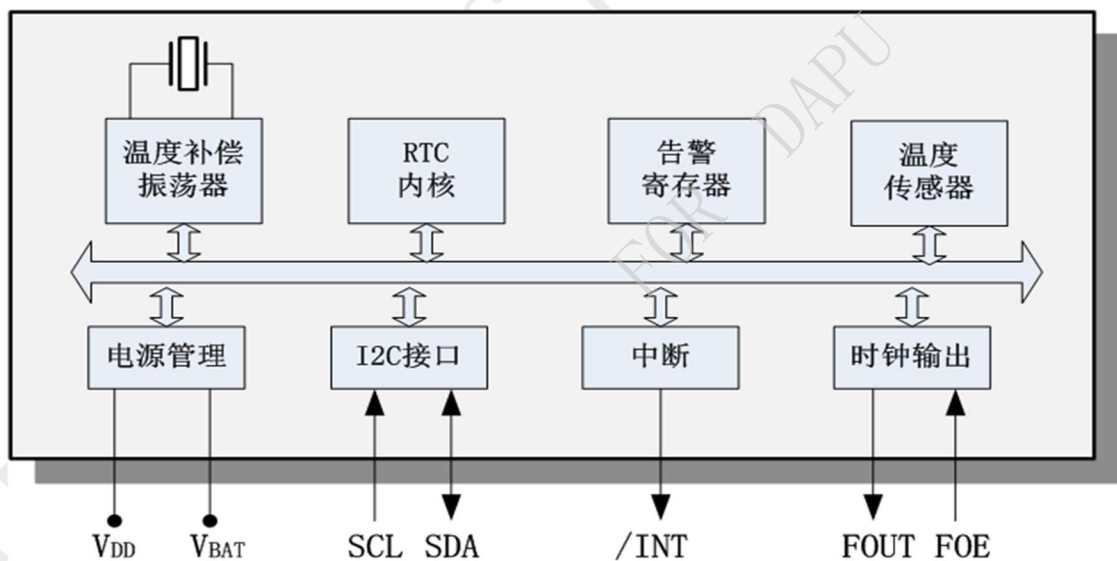 温度补偿
振荡器
RTC
内核
告警
寄存器
温度
传感器
电源管理
I2C接口
中断
时钟输出
VDD
VBAT
SCL
SDA
/INT
FOUT
FOE
FOR DAPU